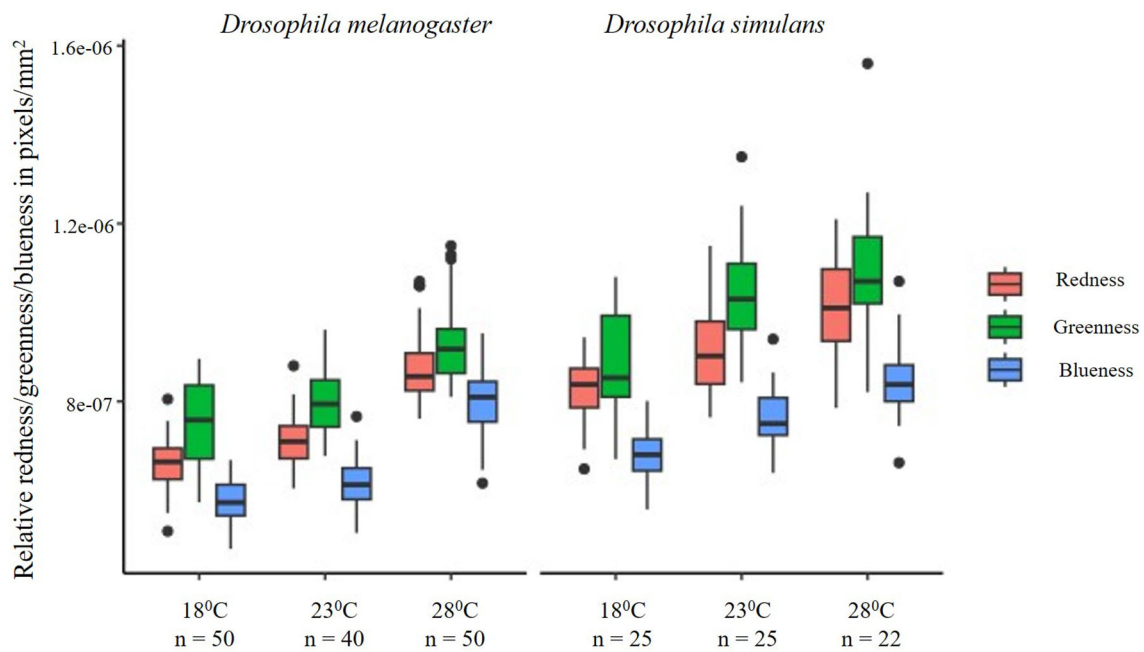 Drosophila melanogaster
Drosophila simulans
Relative redness/greenness/blueness in pixels/mm²
1.6e-06
1.2e-06
8e-07
18⁰C
n = 50
23⁰C
n = 40
28⁰C
n = 50
18⁰C
n = 25
23⁰C
n = 25
28⁰C
n = 22
Redness
Greenness
Blueness